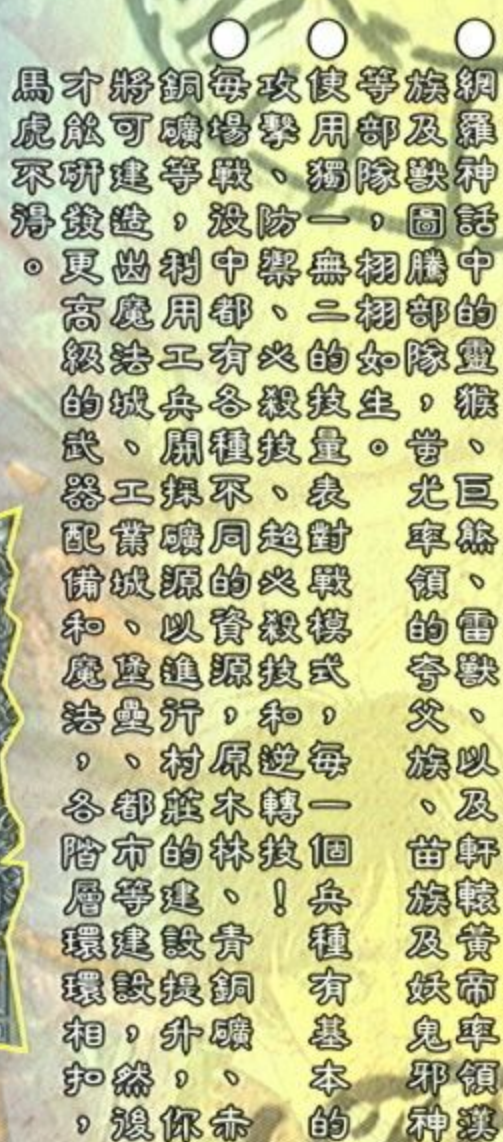 ○網羅神話中的靈猴、巨熊、雷獸、以及軒轅黃帝率領漢
族及獸圖騰部隊，蚩尤率領的夸父族、苗族及妖鬼邪神
等部隊，栩栩如生。
○使用獨一無二的技量表對戰模式，每一個兵種有基本的
攻擊、防禦、必殺技、超必殺技和逆轉技！
○每場戰役中都有各種不同的資源，原木林、青銅礦、赤
銅礦等，利用工兵開採礦源以進行村莊的建設提升，你
將可建造出魔法城、工業城、堡壘、都市等建設，然後
才能研發更高級的武器配備和魔法，各階層環環相扣，
馬虎不得。